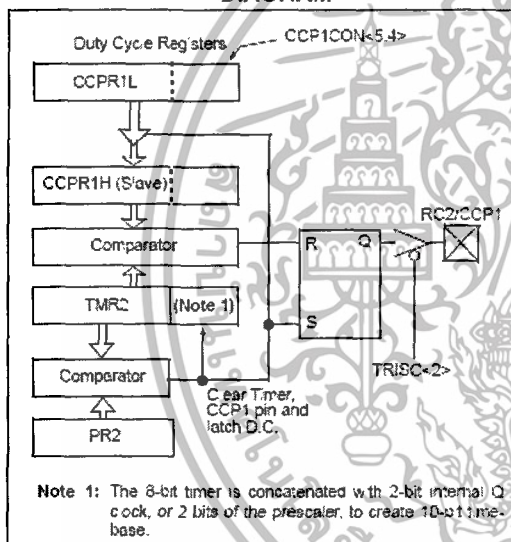 DIAGRAM
Duty Cycle Registers
CCP1CON<5:4>
CCPR1L
CCPR1H (Slave)
RC2/CCP1
Comparator
R Q
TMR2 (Note 1)
S
TRISC<2>
Comparator
Clear Timer,
CCP1 pin and
latch D.C.
PR2
Note 1: The 8-bit timer is concatenated with 2-bit internal Q
clock, or 2 bits of the prescaler, to create 10-bit time-
base.